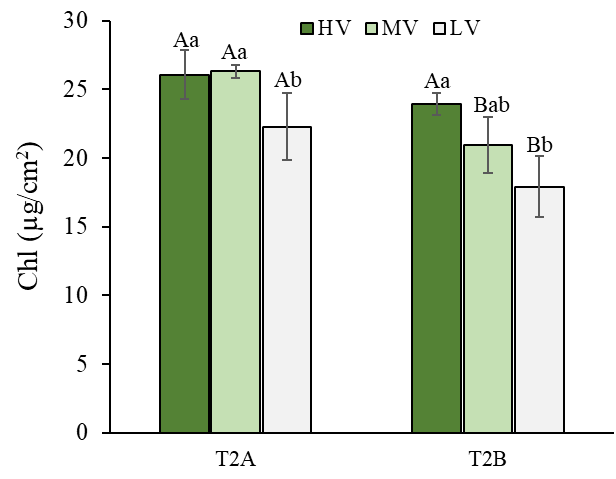 30
25
20
15
10
5
0
Chl (µg/cm²)
HV MV LV
Aa Aa Ab
Aa Bab Bb
T2A T2B